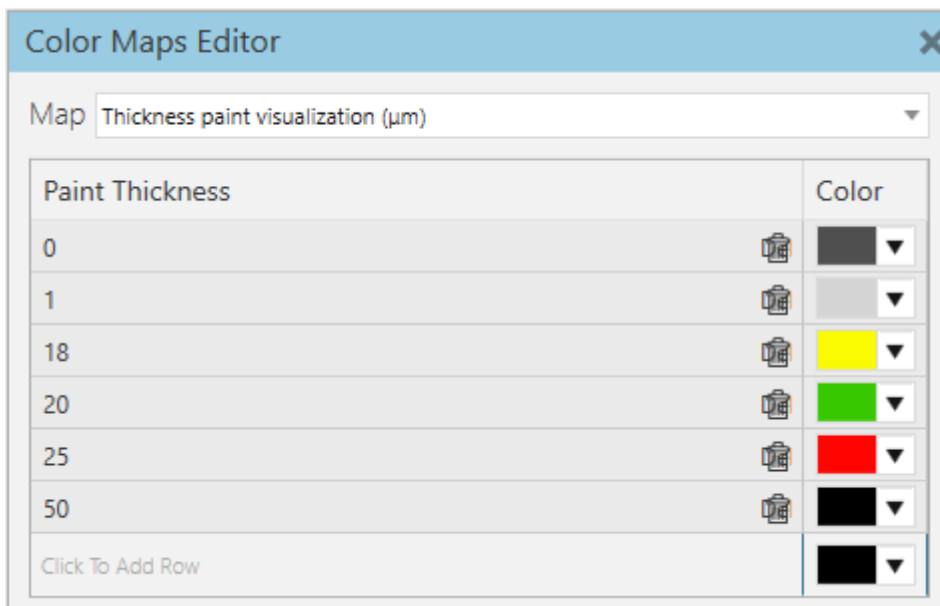 Color Maps Editor
Map Thickness paint visualization (µm)
Paint Thickness Color
0
1
18
20
25
50
Click To Add Row